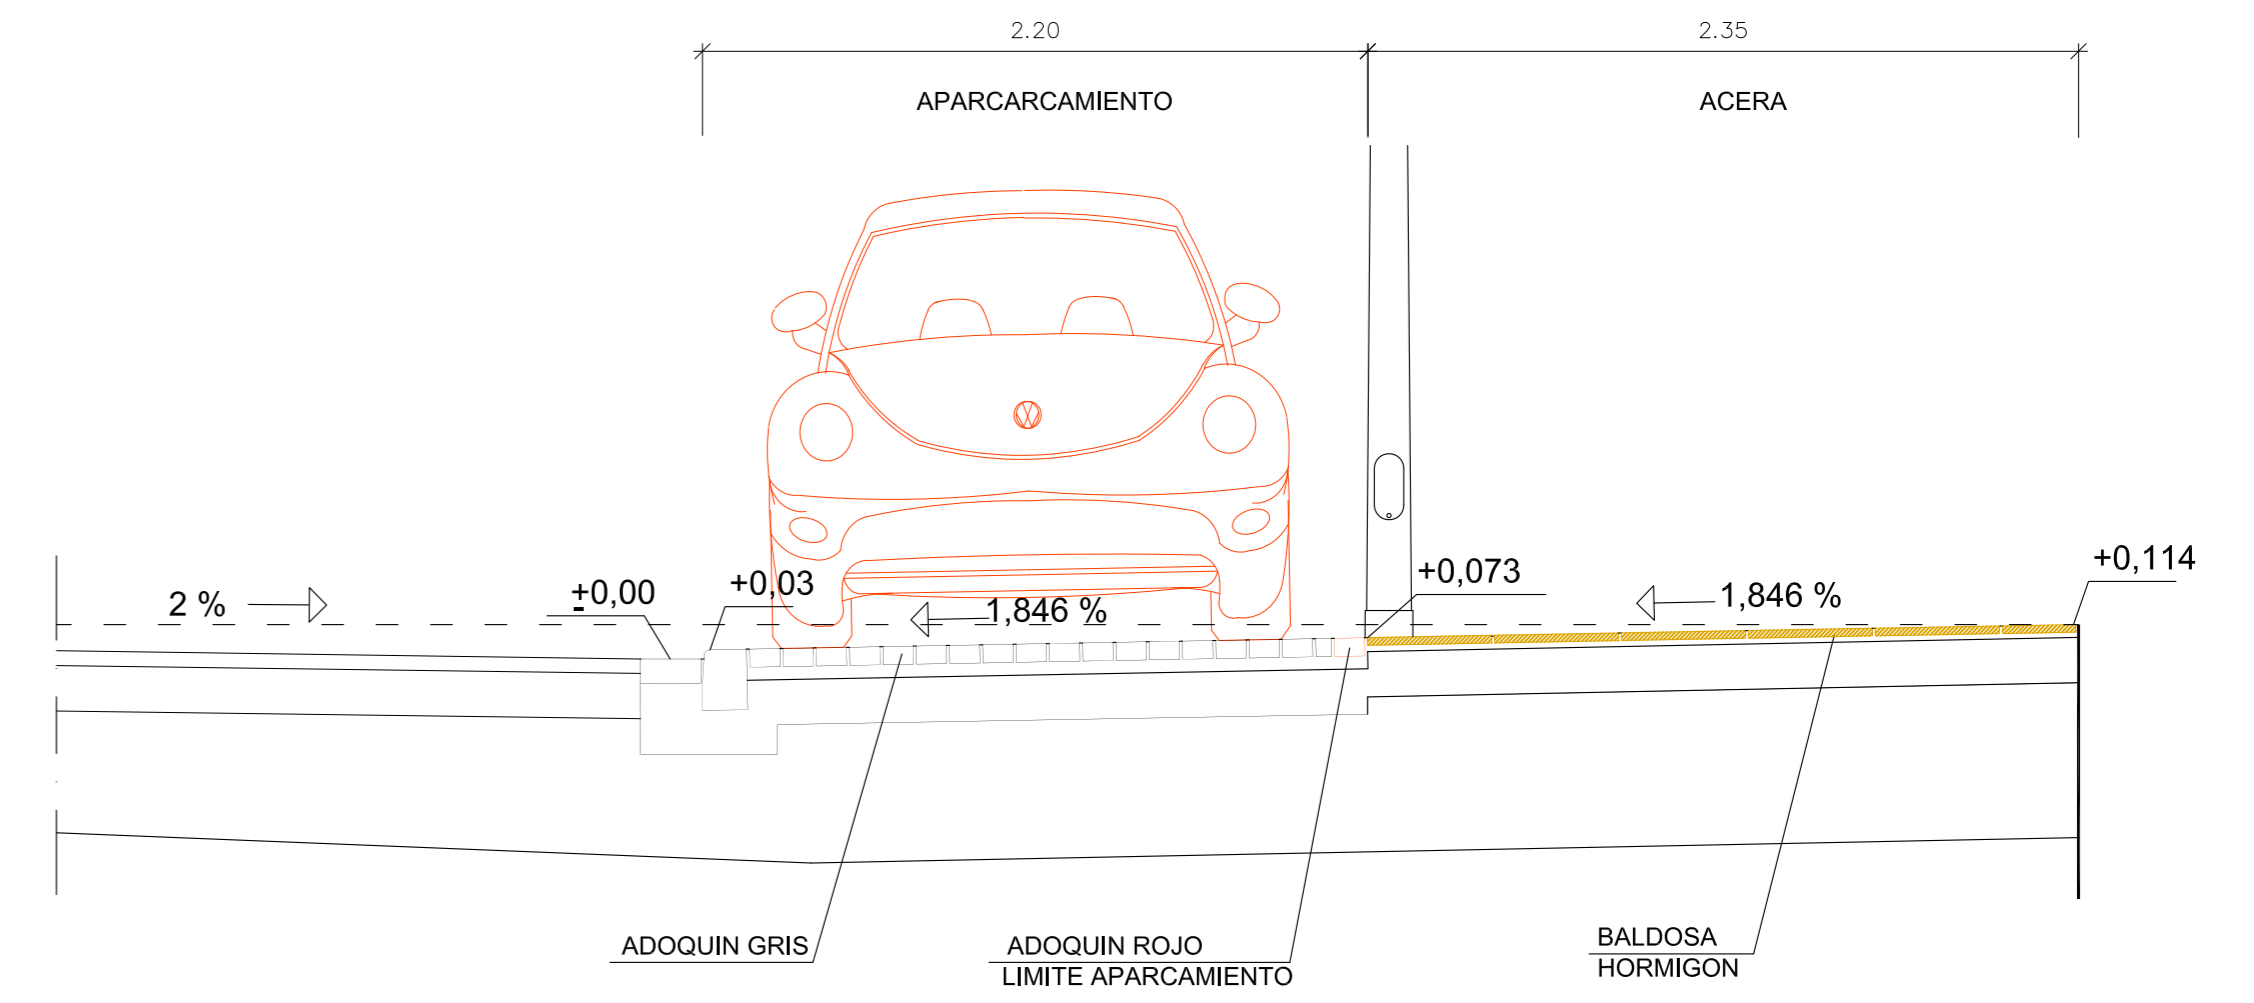 2.20
2.35
APARCARCAMIENTO
ACERA
2 %
±0,00
+0,03
1,846 %
+0,073
1,846 %
+0,114
ADOQUIN GRIS
ADOQUIN ROJO
LIMITE APARCAMIENTO
BALDOSA
HORMIGON